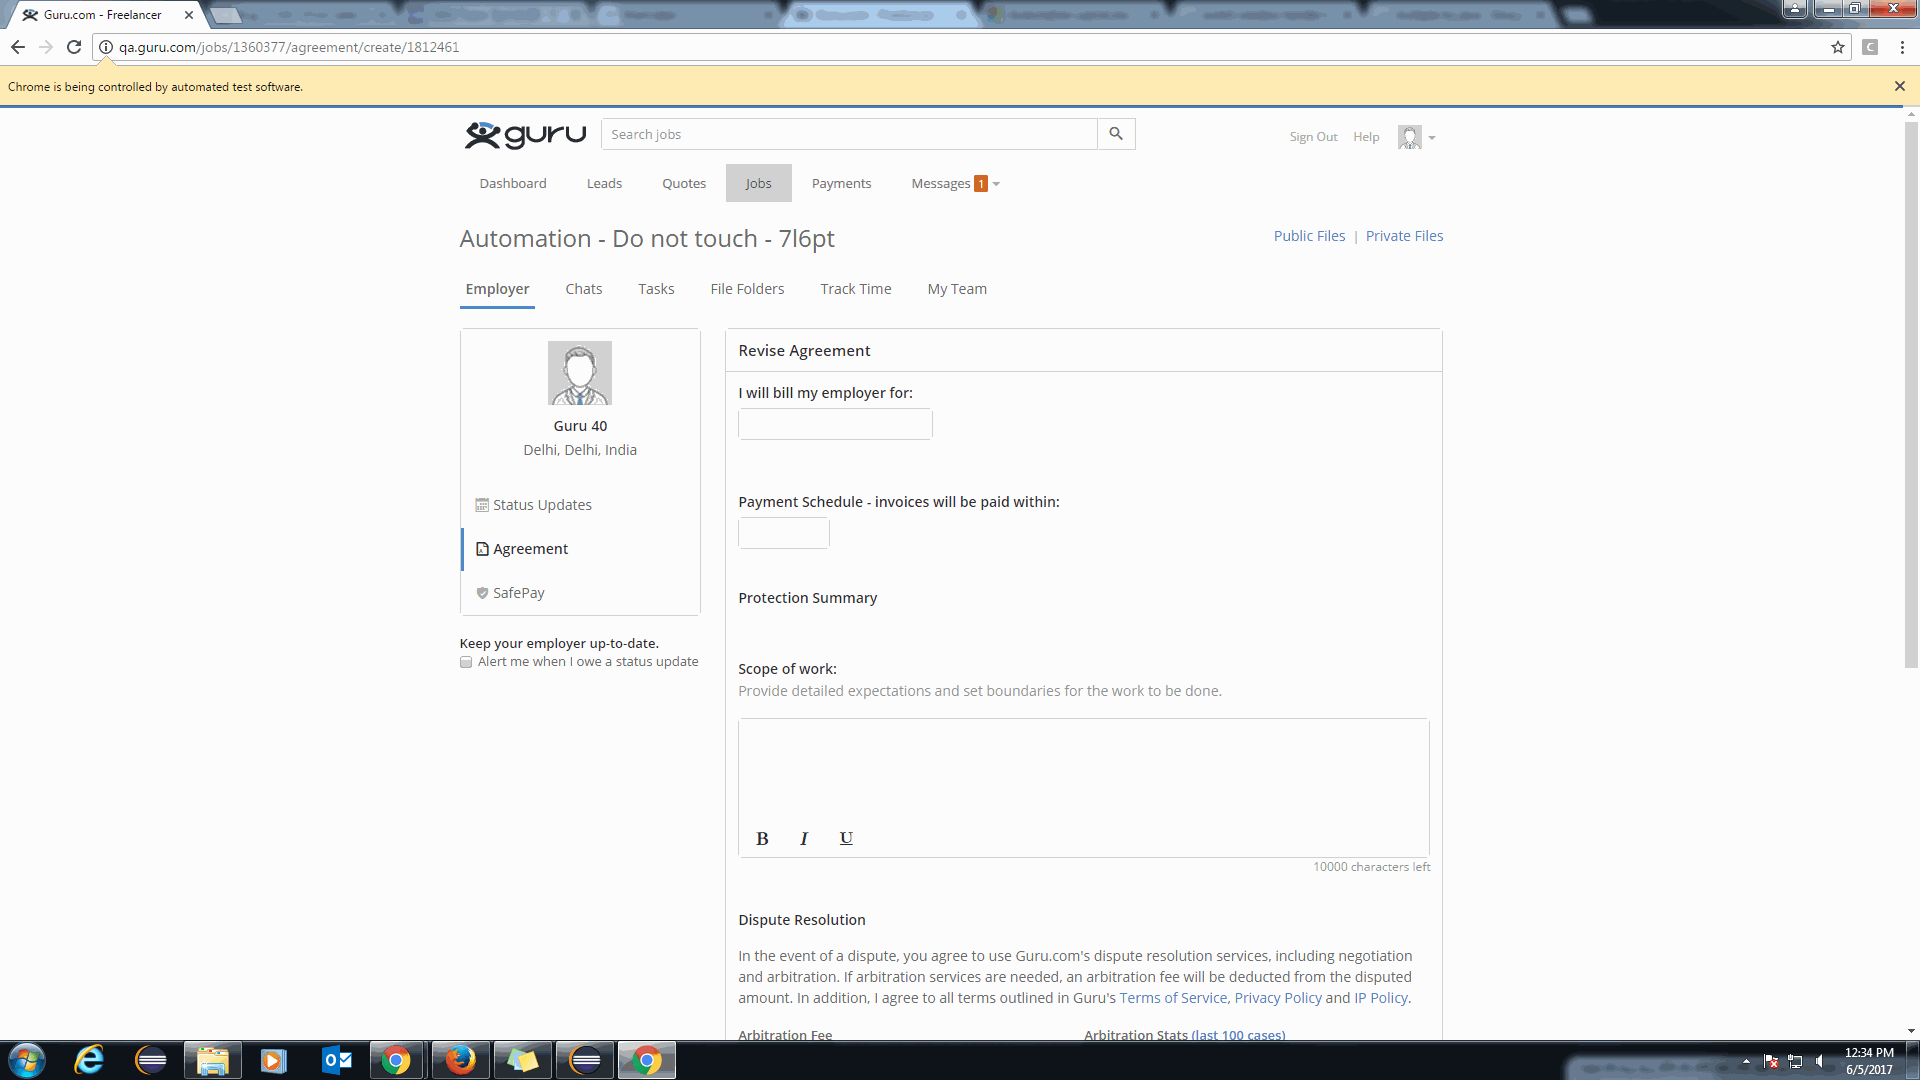 Guru.com - Freelancer
qa.guru.com/jobs/1360377/agreement/create/1812461
Chrome is being controlled by automated test software.
guru
Search jobs
Sign Out Help
Dashboard Leads Quotes Jobs Payments Messages 1
Automation - Do not touch - 7l6pt
Public Files | Private Files
Employer Chats Tasks File Folders Track Time My Team
Guru 40
Delhi, Delhi, India
Status Updates
Agreement
SafePay
Keep your employer up-to-date.
Alert me when I owe a status update
Revise Agreement
I will bill my employer for:
Payment Schedule - invoices will be paid within:
Protection Summary
Scope of work:
Provide detailed expectations and set boundaries for the work to be done.
B I U
10000 characters left
Dispute Resolution
In the event of a dispute, you agree to use Guru.com's dispute resolution services, including negotiation
and arbitration. If arbitration services are needed, an arbitration fee will be deducted from the disputed
amount. In addition, I agree to all terms outlined in Guru's Terms of Service, Privacy Policy and IP Policy.
Arbitration Fee Arbitration Stats (last 100 cases)
12:34 PM
6/5/2017